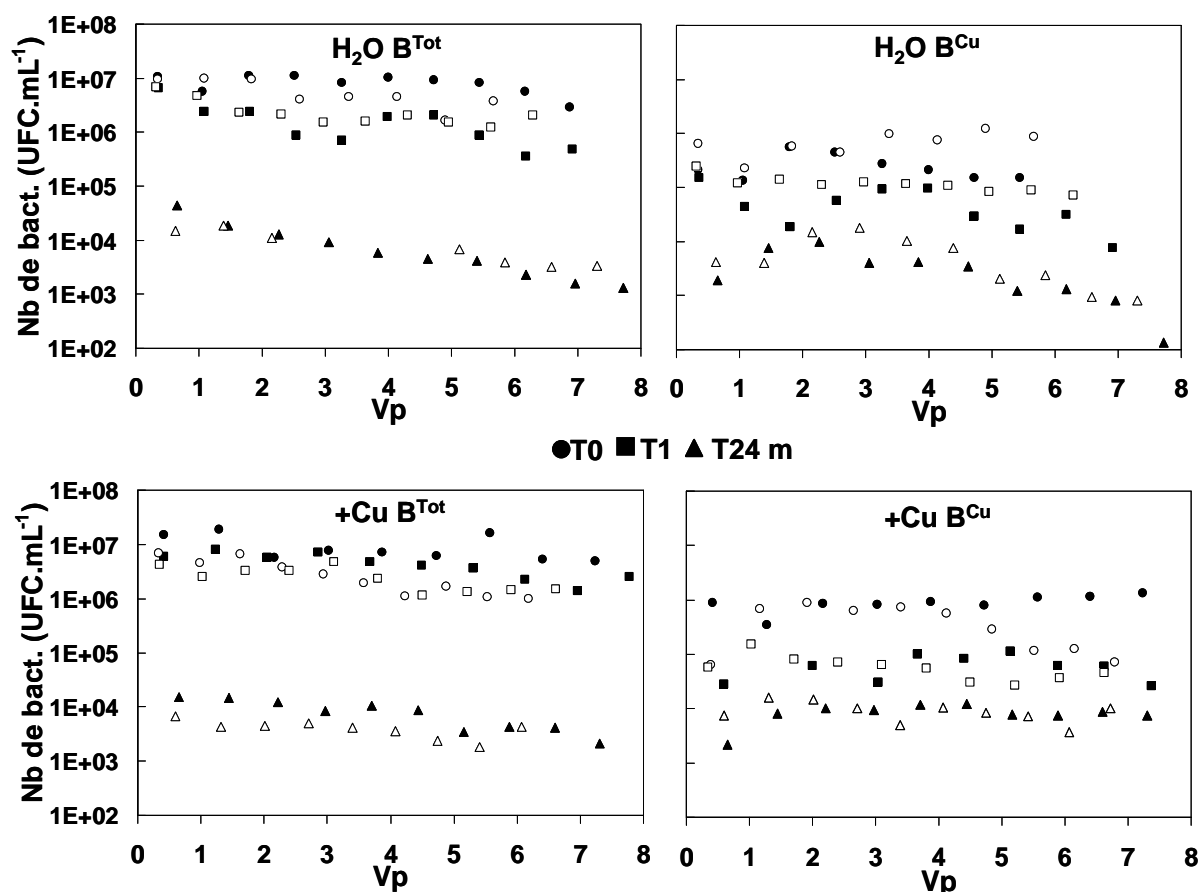 H₂O Bᵀᵒᵗ
Nb de bact. (UFC.mL⁻¹)
1E+08
1E+07
1E+06
1E+05
1E+04
1E+03
1E+02
0 1 2 3 4 5 6 7 8
Vp
H₂O Bᶜᵘ
0 1 2 3 4 5 6 7 8
Vp
●T0 ■ T1 ▲ T24 m
+Cu Bᵀᵒᵗ
Nb de bact. (UFC.mL⁻¹)
1E+08
1E+07
1E+06
1E+05
1E+04
1E+03
1E+02
0 1 2 3 4 5 6 7 8
Vp
+Cu Bᶜᵘ
0 1 2 3 4 5 6 7 8
Vp